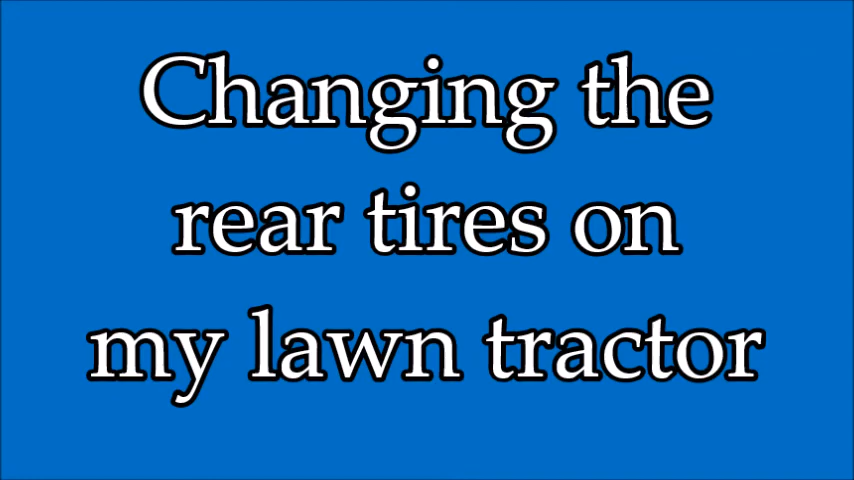 Changing the
rear tires on
my lawn tractor